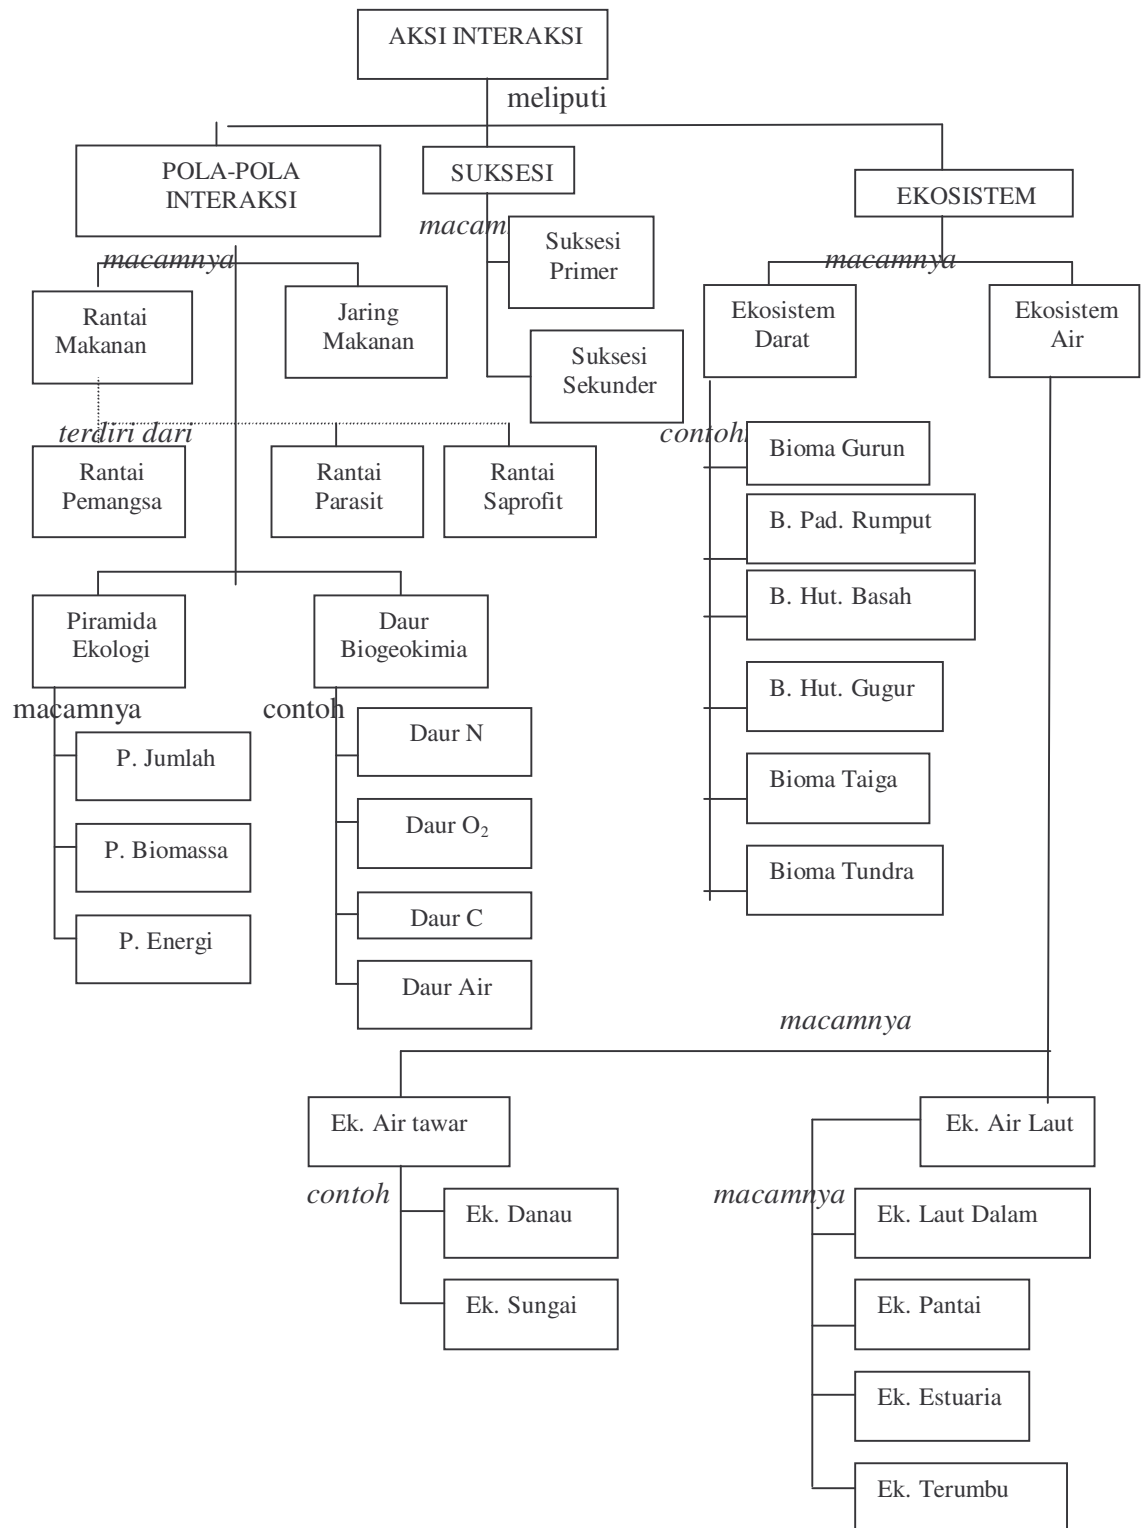 AKSI INTERAKSI
meliputi
POLA-POLA
INTERAKSI
SUKSESI
EKOSISTEM
macam
Suksesi
Primer
Suksesi
Sekunder
macamnya
Rantai
Makanan
Jaring
Makanan
terdiri dari
Rantai
Pemangsa
Rantai
Parasit
Rantai
Saprofit
Piramida
Ekologi
Daur
Biogeokimia
macamnya
P. Jumlah
P. Biomassa
P. Energi
contoh
Daur N
Daur O₂
Daur C
Daur Air
macamnya
Ekosistem
Darat
Ekosistem
Air
contoh
Bioma Gurun
B. Pad. Rumput
B. Hut. Basah
B. Hut. Gugur
Bioma Taiga
Bioma Tundra
macamnya
Ek. Air tawar
contoh
Ek. Danau
Ek. Sungai
Ek. Air Laut
macamnya
Ek. Laut Dalam
Ek. Pantai
Ek. Estuaria
Ek. Terumbu